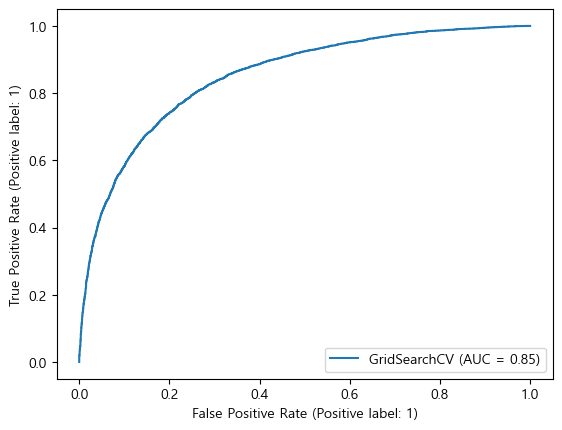 1.0
0.8
0.6
0.4
0.2
0.0
True Positive Rate (Positive label: 1)
GridSearchCV (AUC = 0.85)
0.0 0.2 0.4 0.6 0.8 1.0
False Positive Rate (Positive label: 1)